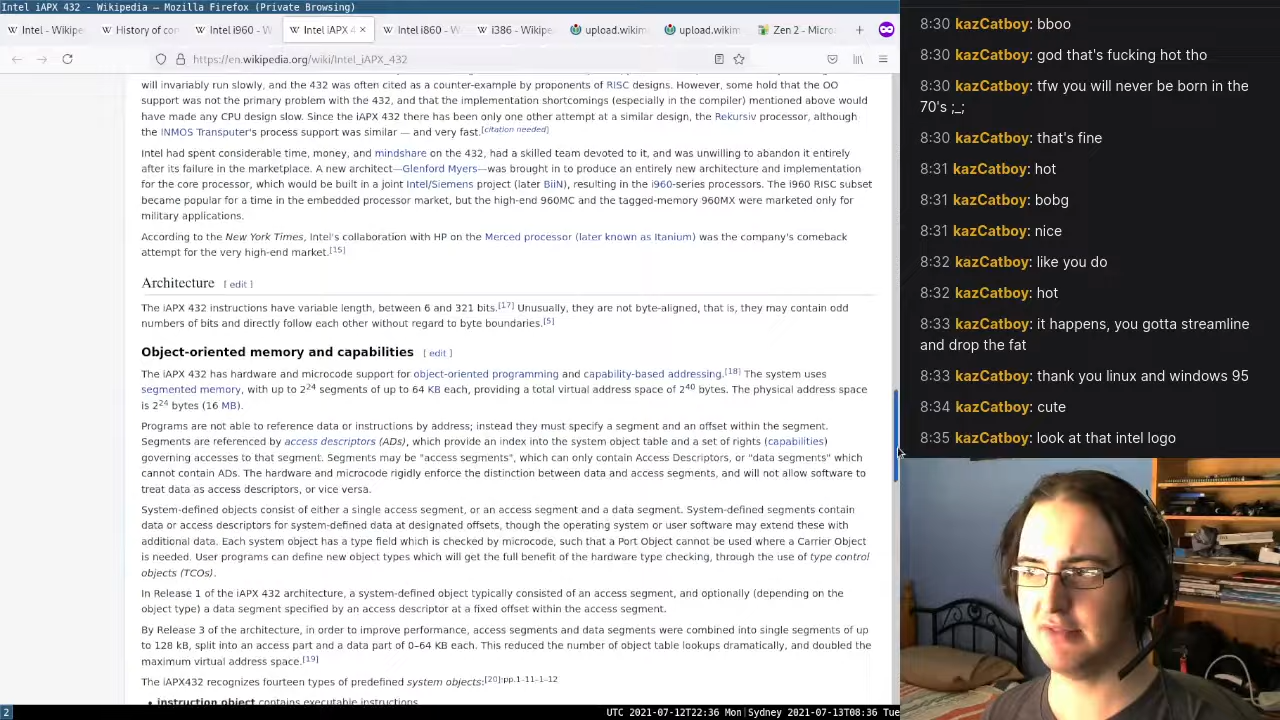 Intel iAPX 432 - Wikipedia — Mozilla Firefox (Private Browsing)
Intel - Wikipe
History of con
Intel i960 - W
Intel iAPX 4
Intel i860 - W
i386 - Wikipe
upload.wikim
upload.wikim
Zen 2 - Micro
https://en.wikipedia.org/wiki/Intel_iAPX_432
will invariably run slowly, and the 432 was often cited as a counter-example by proponents of RISC designs. However, some hold that the OO
support was not the primary problem with the 432, and that the implementation shortcomings (especially in the compiler) mentioned above would
have made any CPU design slow. Since the iAPX 432 there has been only one other attempt at a similar design, the Rekursiv processor, although
the INMOS Transputer's process support was similar — and very fast.[citation needed]
Intel had spent considerable time, money, and mindshare on the 432, had a skilled team devoted to it, and was unwilling to abandon it entirely
after its failure in the marketplace. A new architect—Glenford Myers—was brought in to produce an entirely new architecture and implementation
for the core processor, which would be built in a joint Intel/Siemens project (later BiiN), resulting in the i960-series processors. The i960 RISC subset
became popular for a time in the embedded processor market, but the high-end 960MC and the tagged-memory 960MX were marketed only for
military applications.
According to the New York Times, Intel's collaboration with HP on the Merced processor (later known as Itanium) was the company's comeback
attempt for the very high-end market.[15]
Architecture [ edit ]
The iAPX 432 instructions have variable length, between 6 and 321 bits.[17] Unusually, they are not byte-aligned, that is, they may contain odd
numbers of bits and directly follow each other without regard to byte boundaries.[5]
Object-oriented memory and capabilities [ edit ]
The iAPX 432 has hardware and microcode support for object-oriented programming and capability-based addressing.[18] The system uses
segmented memory, with up to 2^24 segments of up to 64 KB each, providing a total virtual address space of 2^40 bytes. The physical address space
is 2^24 bytes (16 MB).
Programs are not able to reference data or instructions by address; instead they must specify a segment and an offset within the segment.
Segments are referenced by access descriptors (ADs), which provide an index into the system object table and a set of rights (capabilities)
governing accesses to that segment. Segments may be "access segments", which can only contain Access Descriptors, or "data segments" which
cannot contain ADs. The hardware and microcode rigidly enforce the distinction between data and access segments, and will not allow software to
treat data as access descriptors, or vice versa.
System-defined objects consist of either a single access segment, or an access segment and a data segment. System-defined segments contain
data or access descriptors for system-defined data at designated offsets, though the operating system or user software may extend these with
additional data. Each system object has a type field which is checked by microcode, such that a Port Object cannot be used where a Carrier Object
is needed. User programs can define new object types which will get the full benefit of the hardware type checking, through the use of type control
objects (TCOs).
In Release 1 of the iAPX 432 architecture, a system-defined object typically consisted of an access segment, and optionally (depending on the
object type) a data segment specified by an access descriptor at a fixed offset within the access segment.
By Release 3 of the architecture, in order to improve performance, access segments and data segments were combined into single segments of up
to 128 kB, split into an access part and a data part of 0–64 KB each. This reduced the number of object table lookups dramatically, and doubled the
maximum virtual address space.[19]
The iAPX432 recognizes fourteen types of predefined system objects:[20]:pp.1-11–1-12
• instruction object contains executable instructions
2
UTC 2021-07-12T22:36 Mon|Sydney 2021-07-13T08:36 Tue
8:30 kazCatboy: bboo
8:30 kazCatboy: god that's fucking hot tho
8:30 kazCatboy: tfw you will never be born in the
70's ;_;
8:30 kazCatboy: that's fine
8:31 kazCatboy: hot
8:31 kazCatboy: bobg
8:31 kazCatboy: nice
8:32 kazCatboy: like you do
8:32 kazCatboy: hot
8:33 kazCatboy: it happens, you gotta streamline
and drop the fat
8:33 kazCatboy: thank you linux and windows 95
8:34 kazCatboy: cute
8:35 kazCatboy: look at that intel logo